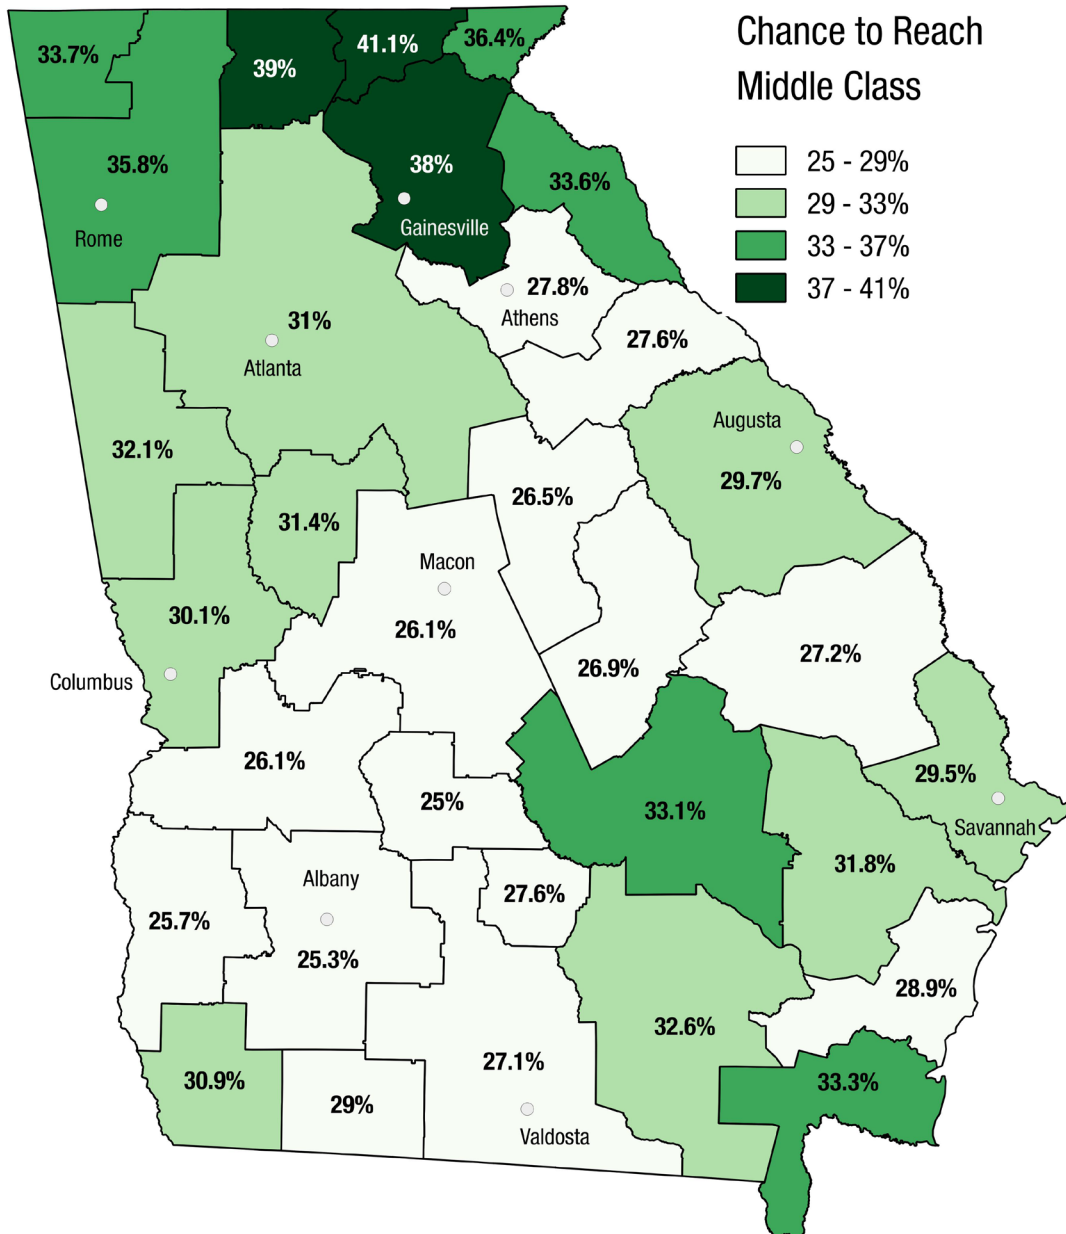 Chance to Reach
Middle Class
25 - 29%
29 - 33%
33 - 37%
37 - 41%
33.7%
39%
41.1%
36.4%
35.8%
Rome
38%
Gainesville
33.6%
27.8%
Athens
31%
Atlanta
27.6%
32.1%
Augusta
29.7%
31.4%
26.5%
Macon
26.1%
30.1%
Columbus
26.9%
27.2%
26.1%
25%
33.1%
29.5%
Savannah
31.8%
25.7%
Albany
25.3%
27.6%
28.9%
32.6%
30.9%
29%
27.1%
Valdosta
33.3%